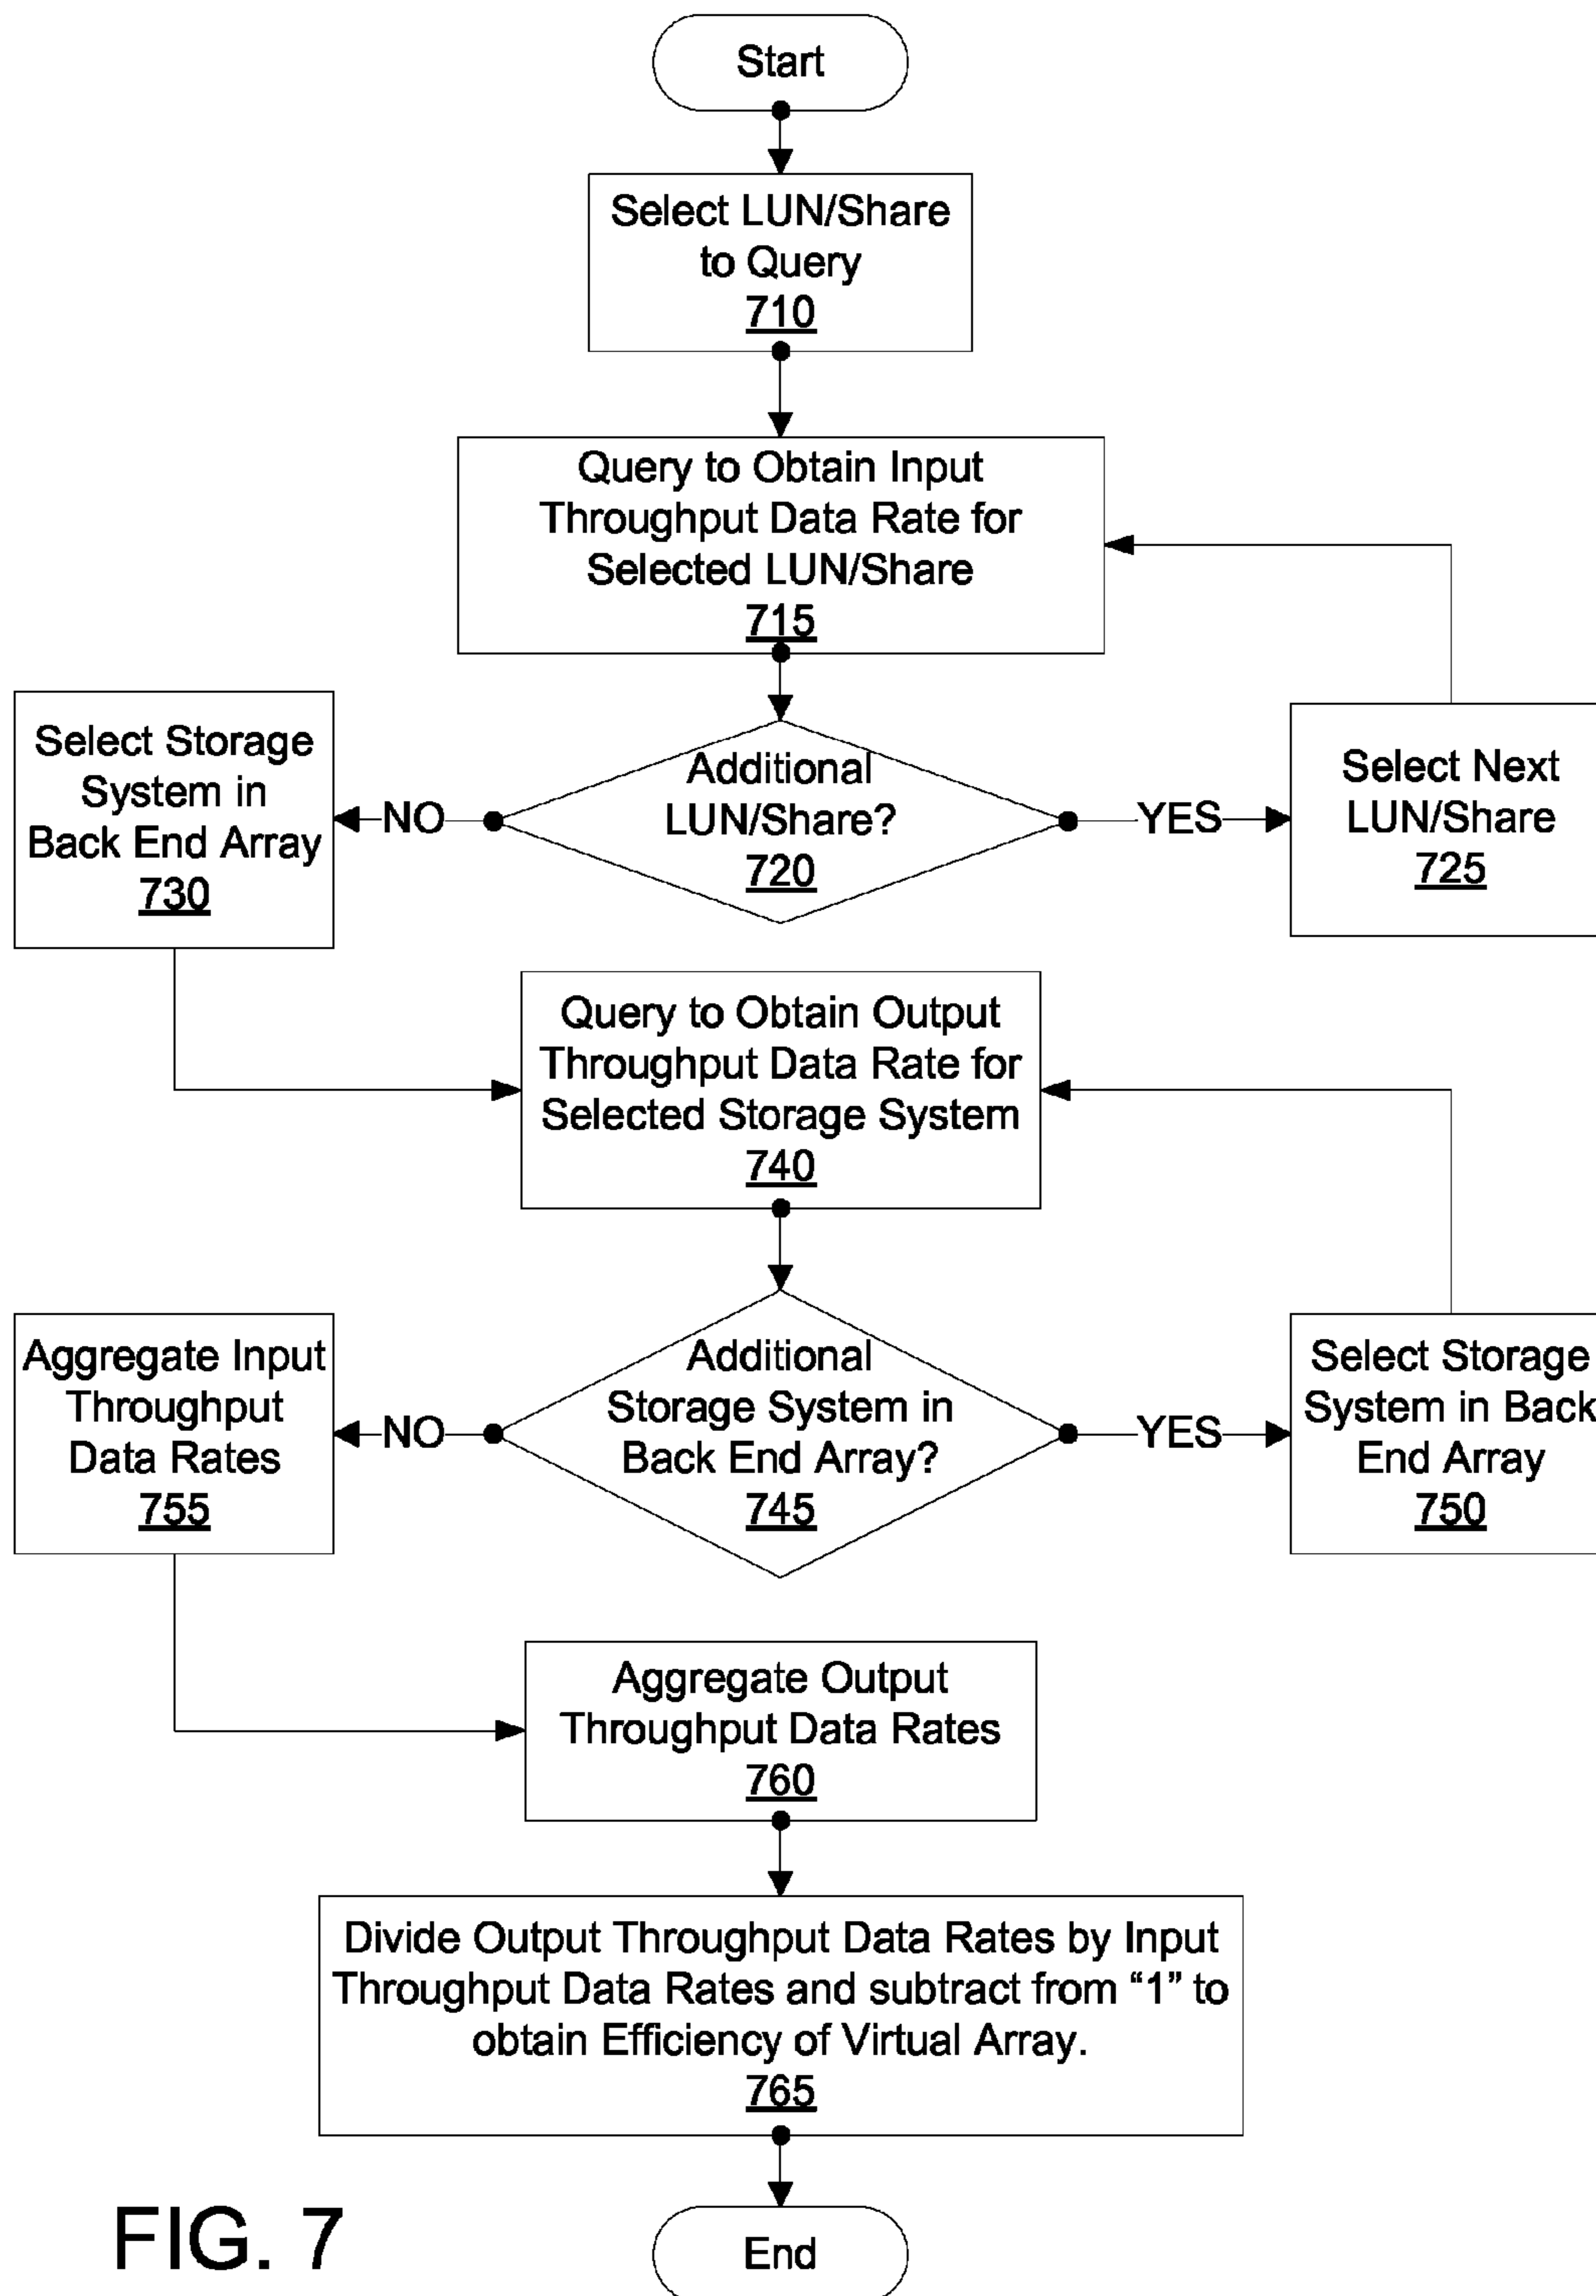 Start
Select LUN/Share
to Query
710
Query to Obtain Input
Throughput Data Rate for
Selected LUN/Share
715
Additional
LUN/Share?
720
NO
YES
Select Storage
System in
Back End Array
730
Select Next
LUN/Share
725
Query to Obtain Output
Throughput Data Rate for
Selected Storage System
740
Additional
Storage System in
Back End Array?
745
NO
YES
Aggregate Input
Throughput
Data Rates
755
Select Storage
System in Back
End Array
750
Aggregate Output
Throughput Data Rates
760
Divide Output Throughput Data Rates by Input
Throughput Data Rates and subtract from “1” to
obtain Efficiency of Virtual Array.
765
End
FIG. 7